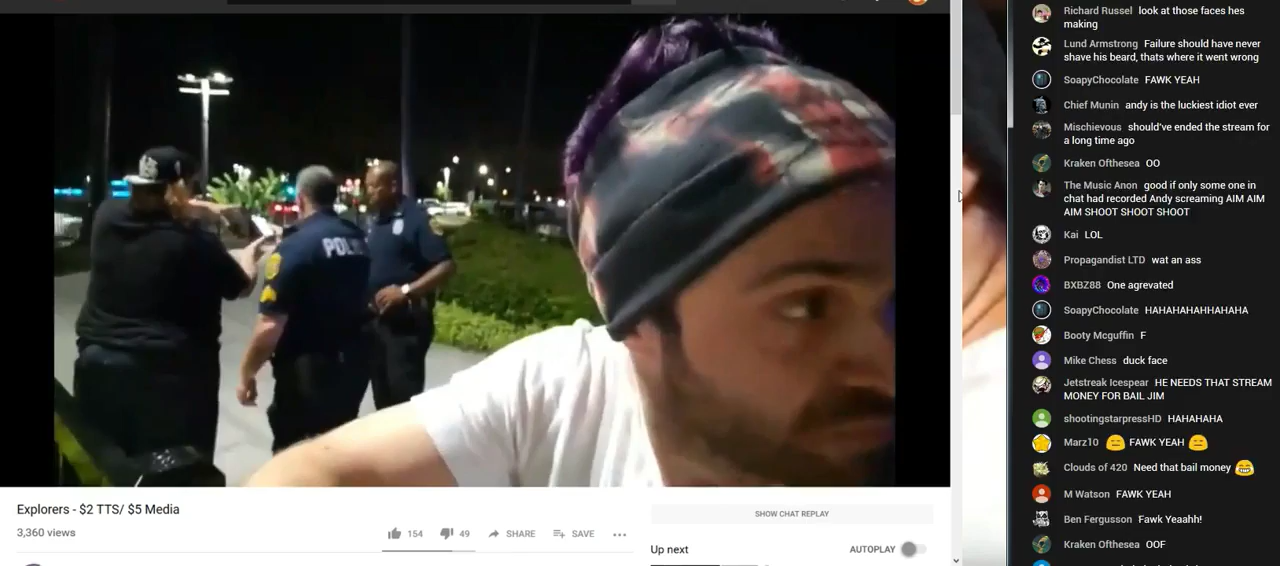 POLI
Explorers - $2 TTS/ $5 Media
3,360 views
154
49
SHARE
SAVE
SHOW CHAT REPLAY
Up next
AUTOPLAY
Richard Russel look at those faces hes
making
Lund Armstrong Failure should have never
shave his beard, thats where it went wrong
SoapyChocolate FAWK YEAH
Chief Munin andy is the luckiest idiot ever
Mischievous should've ended the stream for
a long time ago
Kraken Ofthesea OO
The Music Anon good if only some one in
chat had recorded Andy screaming AIM AIM
AIM SHOOT SHOOT SHOOT
Kai LOL
Propagandist LTD wat an ass
BXBZ88 One agrevated
SoapyChocolate HAHAHAHAHHAHAHA
Booty Mcguffin F
Mike Chess duck face
Jetstreak Icespear HE NEEDS THAT STREAM
MONEY FOR BAIL JIM
shootingstarpressHD HAHAHAHA
Marz10 😑 FAWK YEAH 😑
Clouds of 420 Need that bail money 😂
M Watson FAWK YEAH
Ben Fergusson Fawk Yeaahh!
Kraken Ofthesea OOF